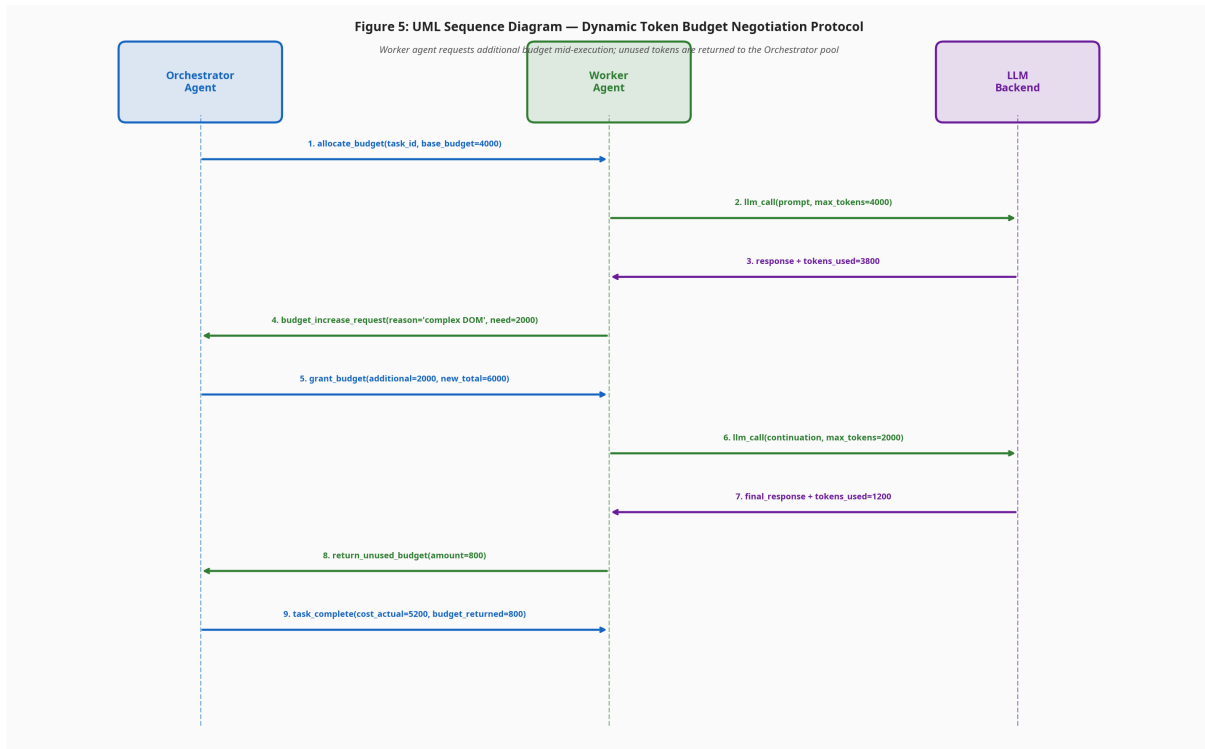 Figure 5: UML Sequence Diagram — Dynamic Token Budget Negotiation Protocol
Worker agent requests additional budget mid-execution; unused tokens are returned to the Orchestrator pool
Orchestrator
Agent
Worker
Agent
LLM
Backend
1. allocate_budget(task_id, base_budget=4000)
2. llm_call(prompt, max_tokens=4000)
3. response + tokens_used=3800
4. budget_increase_request(reason='complex DOM', need=2000)
5. grant_budget(additional=2000, new_total=6000)
6. llm_call(continuation, max_tokens=2000)
7. final_response + tokens_used=1200
8. return_unused_budget(amount=800)
9. task_complete(cost_actual=5200, budget_returned=800)